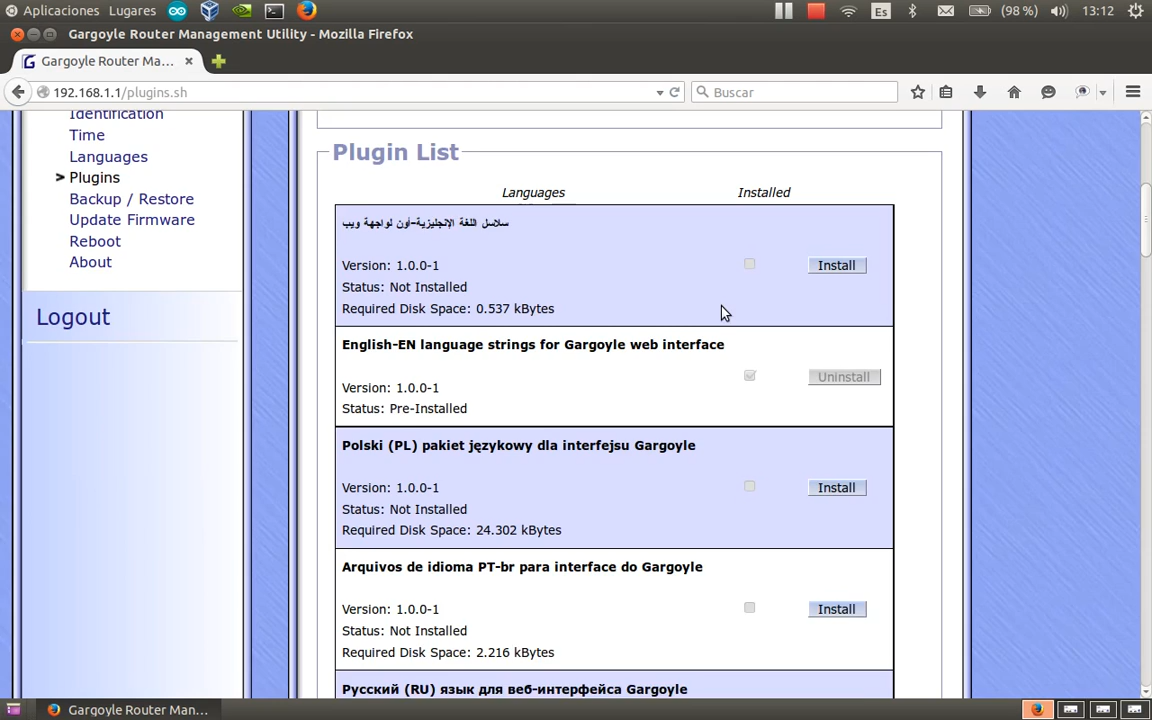 Aplicaciones Lugares Es (98 %) 13:12
Gargoyle Router Management Utility - Mozilla Firefox
Gargoyle Router Ma...
192.168.1.1/plugins.sh Buscar
Identification
Time
Languages
> Plugins
Backup / Restore
Update Firmware
Reboot
About
Logout
Plugin List
Languages Installed
سلاسل اللغة الإنجليزية-أون لواجهة ويب
Version: 1.0.0-1 Install
Status: Not Installed
Required Disk Space: 0.537 kBytes
English-EN language strings for Gargoyle web interface
Uninstall
Version: 1.0.0-1
Status: Pre-Installed
Polski (PL) pakiet językowy dla interfejsu Gargoyle
Version: 1.0.0-1 Install
Status: Not Installed
Required Disk Space: 24.302 kBytes
Arquivos de idioma PT-br para interface do Gargoyle
Version: 1.0.0-1 Install
Status: Not Installed
Required Disk Space: 2.216 kBytes
Русский (RU) язык для веб-интерфейса Gargoyle
Gargoyle Router Man...